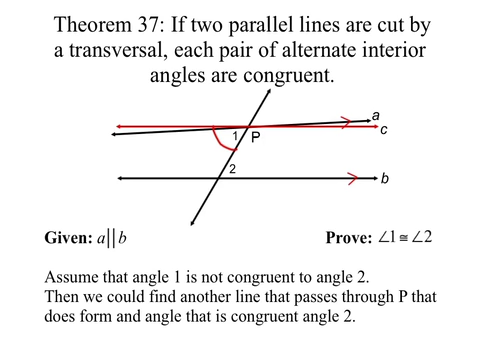 Theorem 37: If two parallel lines are cut by
a transversal, each pair of alternate interior
angles are congruent.
a
c
1 P
2
b
Given: a||b Prove: ∠1 ≅ ∠2
Assume that angle 1 is not congruent to angle 2.
Then we could find another line that passes through P that
does form and angle that is congruent angle 2.